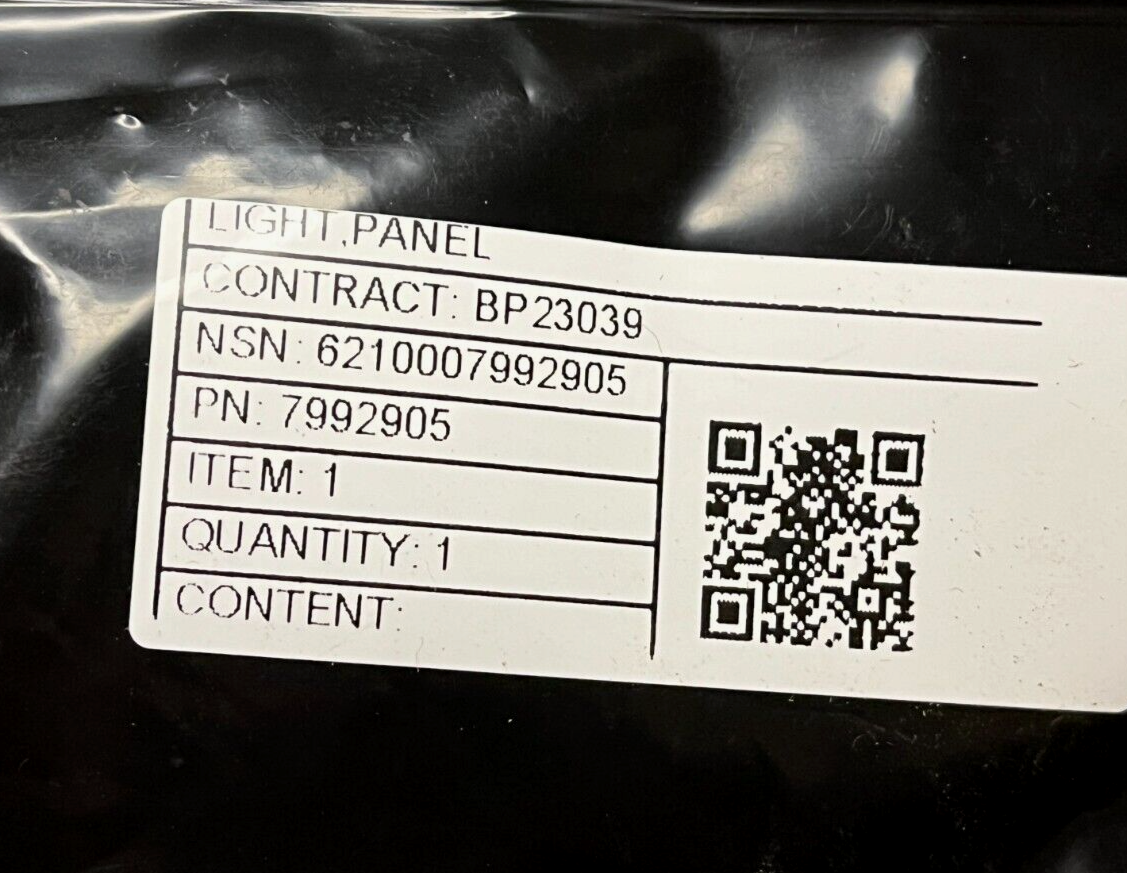 LIGHT,PANEL
CONTRACT: BP23039
NSN: 6210007992905
PN: 7992905
ITEM: 1
QUANTITY: 1
CONTENT: